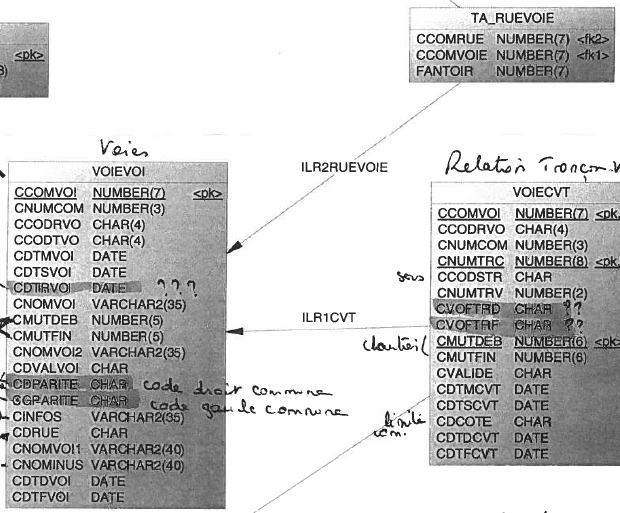 TA_RUEVOIE
CCOMRUE NUMBER(7) <fk2>
CCOMVOIE NUMBER(7) <fk1>
FANTOIR NUMBER(7)
<pk>
ILR2RUEVOIE
Voies
VOIEVOI
CCOMVOI NUMBER(7) <pk>
CNUMCOM NUMBER(3)
CCODRVO CHAR(4)
CCODTVO CHAR(4)
CDTMVOI DATE
CDTSVOI DATE
CDTIRVOI DATE ???
CNOMVOI VARCHAR2(35)
CMUTDEB NUMBER(5)
CMUTFIN NUMBER(5)
CNOMVOI2 VARCHAR2(35)
CDVALVOI CHAR
CDPARITE CHAR code droit commune
CGPARITE CHAR code gauche commune
CINFOS VARCHAR2(35)
CDRUE CHAR
CNOMVOI1 VARCHAR2(40)
CNOMINUS VARCHAR2(40)
CDTDVOI DATE
CDTFVOI DATE
ILR1CVT
Relation
VOIECVT
CCOMVOI NUMBER(7) <pk,
CCODRVO CHAR(4)
CNUMCOM NUMBER(3)
CNUMTRC NUMBER(8) <pk,
sens CCODSTR CHAR
CNUMTRV NUMBER(2)
CVOFTRD CHAR ??
CVOFTRF CHAR ??
CMUTDEB NUMBER(6) <pk>
CMUTFIN NUMBER(6)
CVALIDE CHAR
CDTMCVT DATE
CDTSCVT DATE
limite com. CDCOTE CHAR
CDTDCVT DATE
CDTFCVT DATE